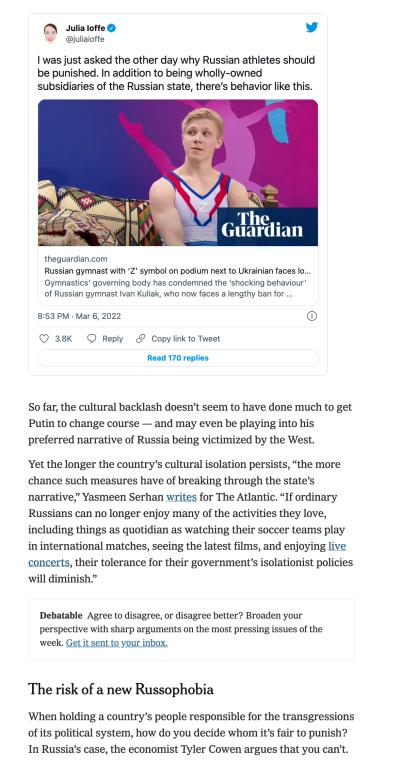 Julia Ioffe
@juliaioffe
I was just asked the other day why Russian athletes should
be punished. In addition to being wholly-owned
subsidiaries of the Russian state, there's behavior like this.
The
Guardian
theguardian.com
Russian gymnast with 'Z' symbol on podium next to Ukrainian faces lo...
Gymnastics' governing body has condemned the 'shocking behaviour'
of Russian gymnast Ivan Kuliak, who now faces a lengthy ban for ...
8:53 PM · Mar 6, 2022
3.8K Reply Copy link to Tweet
Read 170 replies
So far, the cultural backlash doesn't seem to have done much to get
Putin to change course — and may even be playing into his
preferred narrative of Russia being victimized by the West.
Yet the longer the country's cultural isolation persists, "the more
chance such measures have of breaking through the state's
narrative," Yasmeen Serhan writes for The Atlantic. "If ordinary
Russians can no longer enjoy many of the activities they love,
including things as quotidian as watching their soccer teams play
in international matches, seeing the latest films, and enjoying live
concerts, their tolerance for their government's isolationist policies
will diminish."
Debatable Agree to disagree, or disagree better? Broaden your
perspective with sharp arguments on the most pressing issues of the
week. Get it sent to your inbox.
The risk of a new Russophobia
When holding a country's people responsible for the transgressions
of its political system, how do you decide whom it's fair to punish?
In Russia's case, the economist Tyler Cowen argues that you can't.